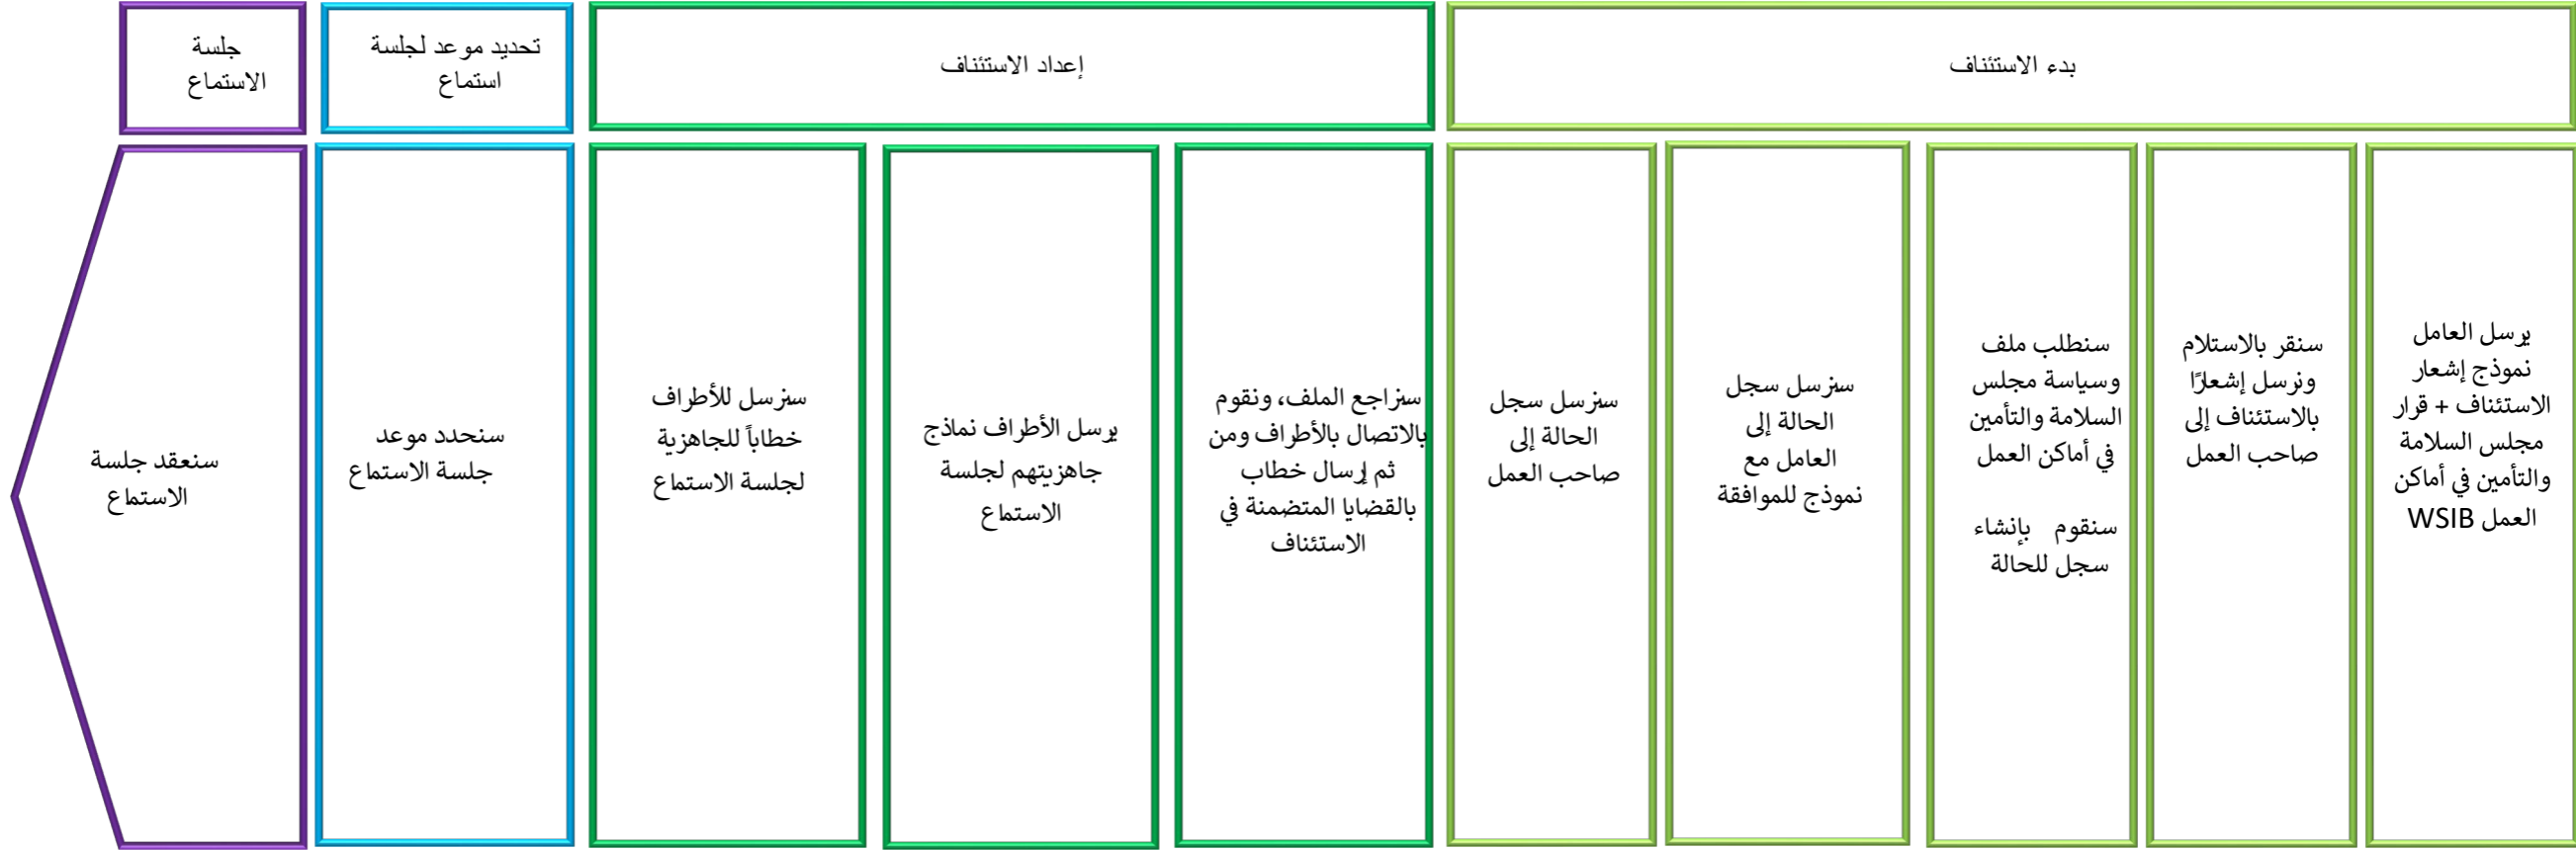 بدء الاستئناف
إعداد الاستئناف
تحديد موعد لجلسة
استماع
جلسة
الاستماع
يرسل العامل
نموذج إشعار
الاستئناف + قرار
مجلس السلامة
والتأمين في أماكن
العمل WSIB
سنقر بالاستلام
ونرسل إشعارًا
بالاستئناف إلى
صاحب العمل
سنطلب ملف
وسياسة مجلس
السلامة والتأمين
في أماكن العمل
سنقوم بإنشاء
سجل للحالة
سنرسل سجل
الحالة إلى
العامل مع
نموذج للموافقة
سنرسل سجل
الحالة إلى
صاحب العمل
سنراجع الملف، ونقوم
بالاتصال بالأطراف ومن
ثم إرسال خطاب
بالقضايا المتضمنة في
الاستئناف
يرسل الأطراف نماذج
جاهزيتهم لجلسة
الاستماع
سنرسل للأطراف
خطاباً للجاهزية
لجلسة الاستماع
سنحدد موعد
جلسة الاستماع
سنعقد جلسة
الاستماع